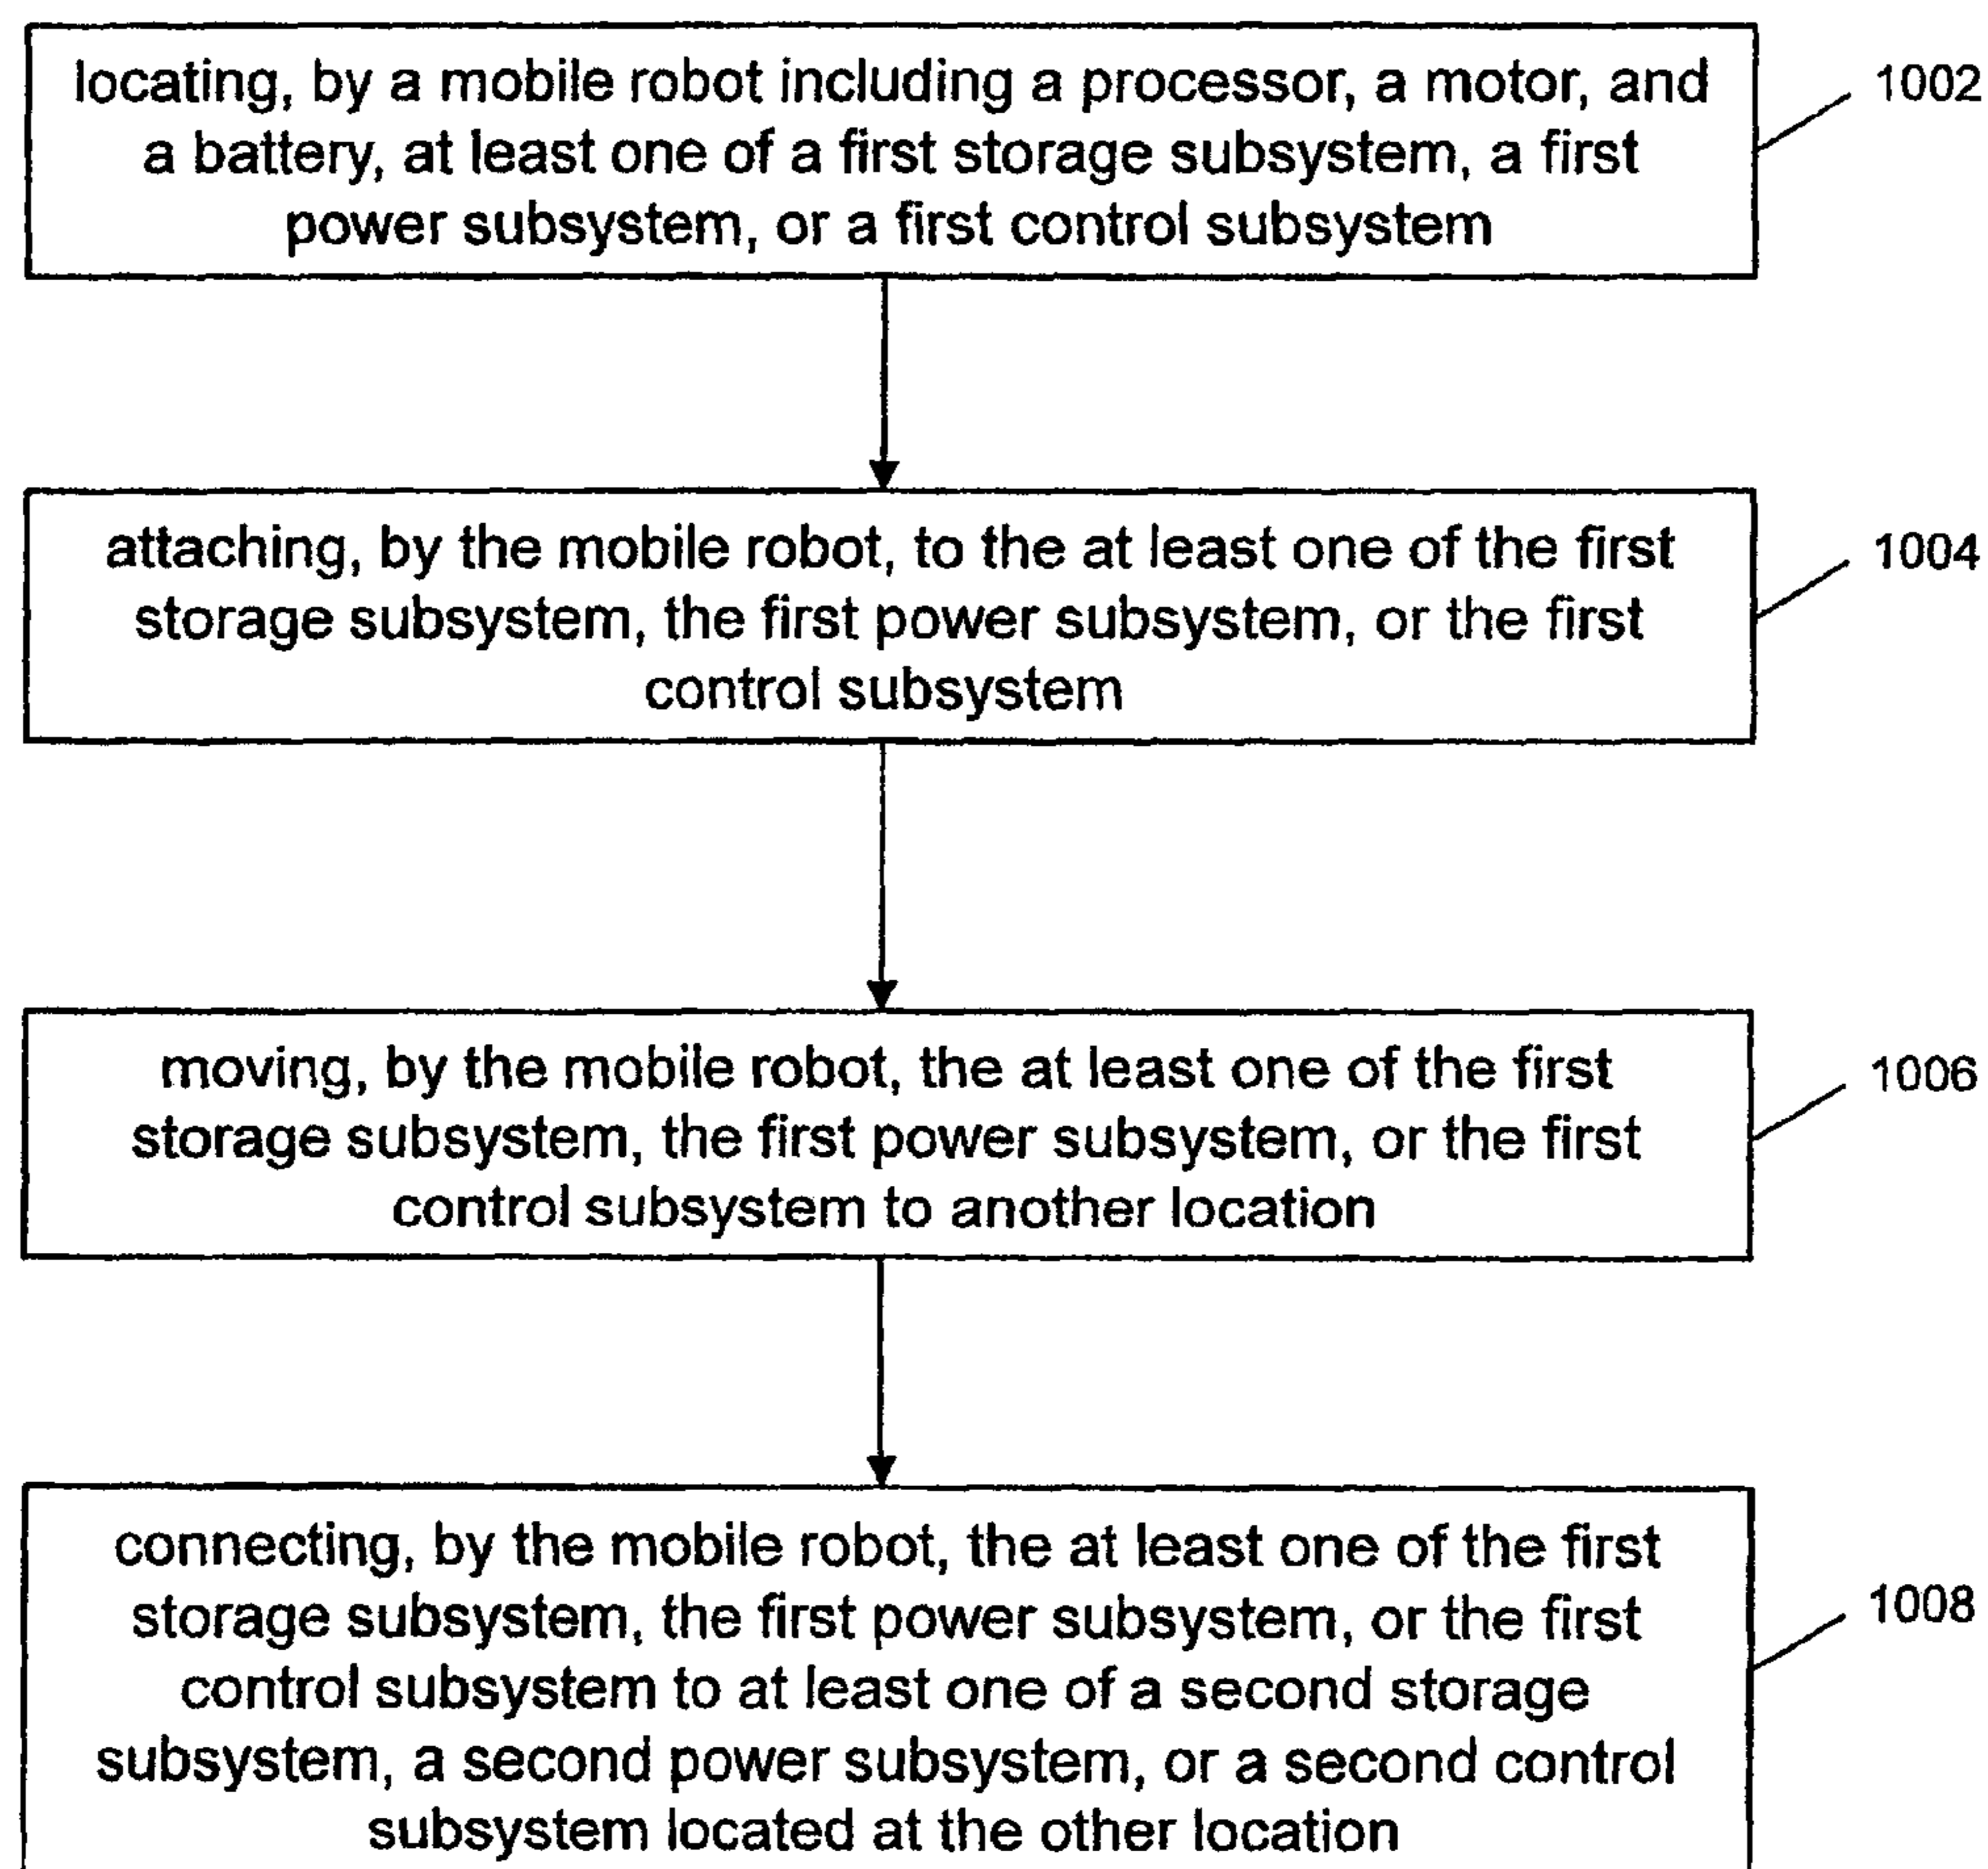 locating, by a mobile robot including a processor, a motor, and
a battery, at least one of a first storage subsystem, a first
power subsystem, or a first control subsystem
1002
attaching, by the mobile robot, to the at least one of the first
storage subsystem, the first power subsystem, or the first
control subsystem
1004
moving, by the mobile robot, the at least one of the first
storage subsystem, the first power subsystem, or the first
control subsystem to another location
1006
connecting, by the mobile robot, the at least one of the first
storage subsystem, the first power subsystem, or the first
control subsystem to at least one of a second storage
subsystem, a second power subsystem, or a second control
subsystem located at the other location
1008